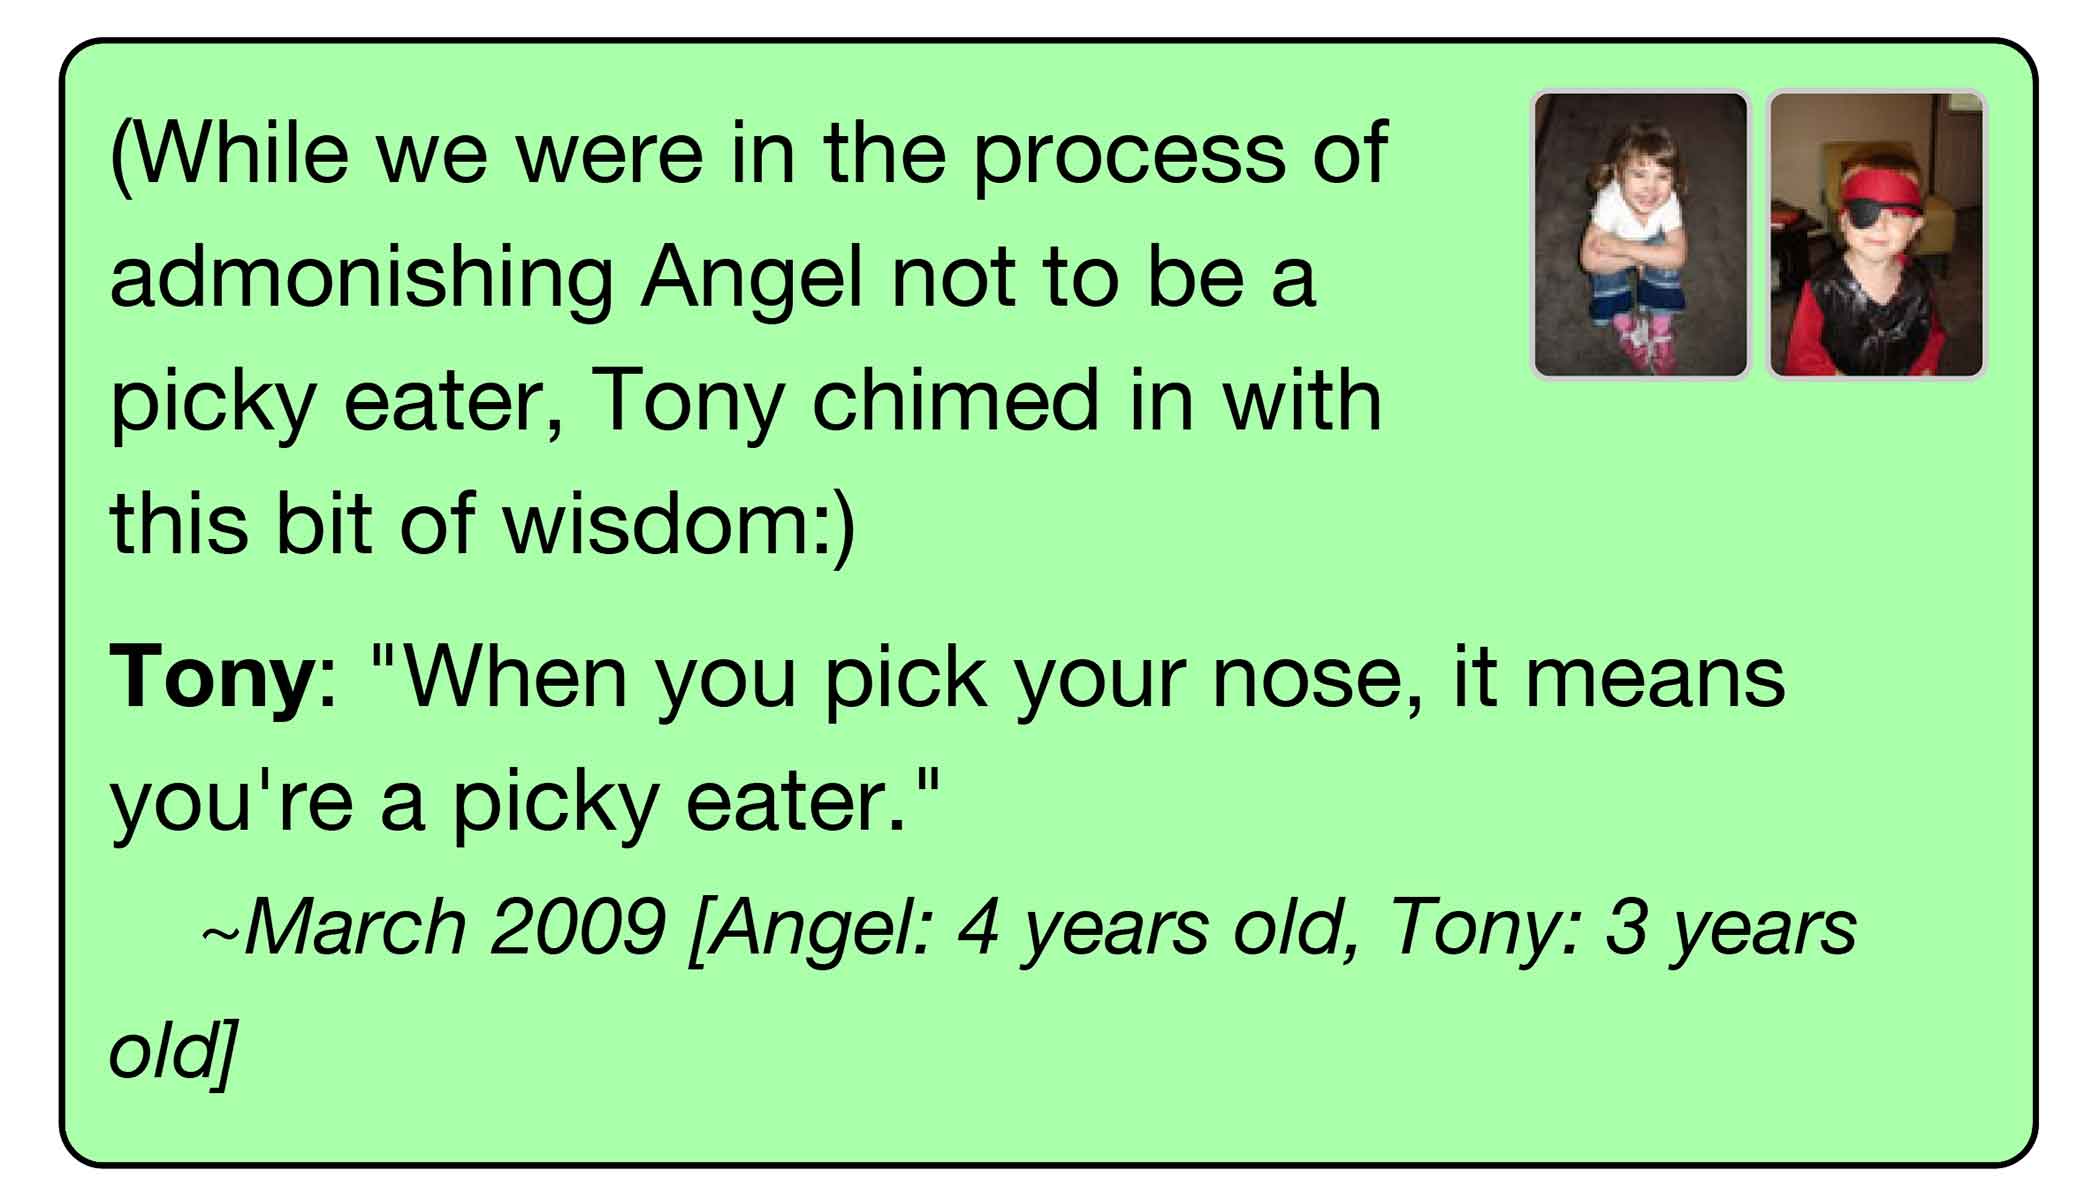 (While we were in the process of
admonishing Angel not to be a
picky eater, Tony chimed in with
this bit of wisdom:)
Tony: "When you pick your nose, it means
you're a picky eater."
~March 2009 [Angel: 4 years old, Tony: 3 years
old]